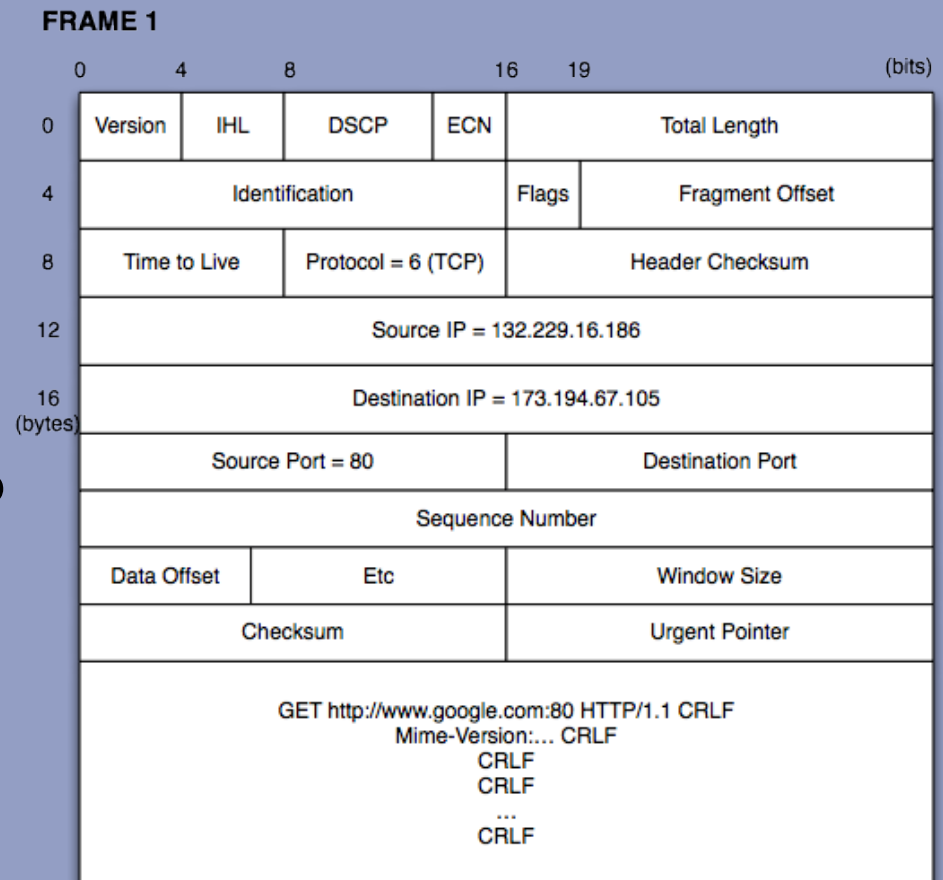 FRAME 1
0 4 8 16 19 (bits)
0 Version IHL DSCP ECN Total Length
4 Identification Flags Fragment Offset
8 Time to Live Protocol = 6 (TCP) Header Checksum
12 Source IP = 132.229.16.186
16 Destination IP = 173.194.67.105
(bytes)
Source Port = 80 Destination Port
Sequence Number
Data Offset Etc Window Size
Checksum Urgent Pointer
GET http://www.google.com:80 HTTP/1.1 CRLF
Mime-Version:... CRLF
CRLF
CRLF
...
CRLF